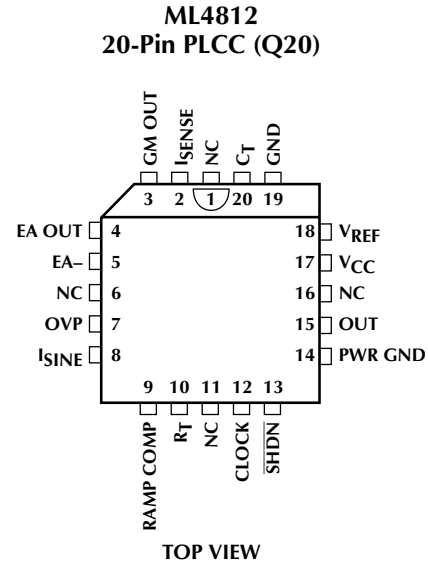 ML4812
20-Pin PLCC (Q20)
GM OUT
ISENSE
NC
CT
GND
3 2 1 20 19
EA OUT 4
EA– 5
NC 6
OVP 7
ISINE 8
18 VREF
17 VCC
16 NC
15 OUT
14 PWR GND
9 10 11 12 13
RAMP COMP
RT
NC
CLOCK
SHDN
TOP VIEW